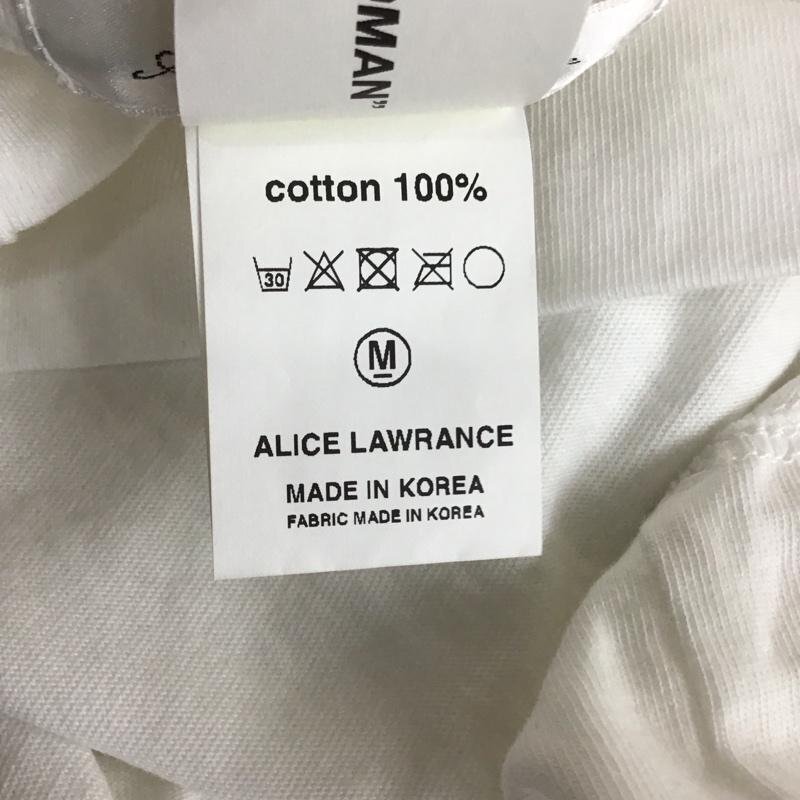 cotton 100%
30
M
ALICE LAWRANCE
MADE IN KOREA
FABRIC MADE IN KOREA